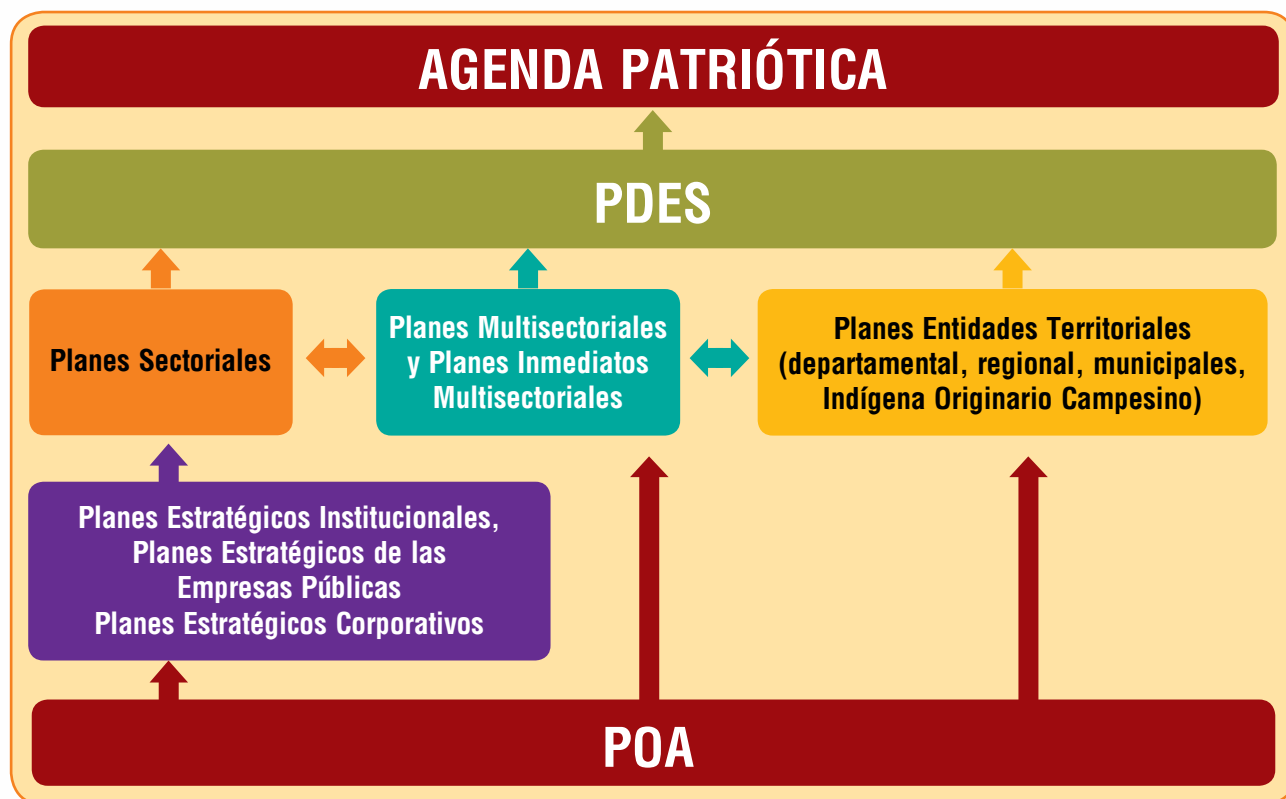 AGENDA PATRIÓTICA
PDES
Planes Sectoriales
Planes Multisectoriales
y Planes Inmediatos
Multisectoriales
Planes Entidades Territoriales
(departamental, regional, municipales,
Indígena Originario Campesino)
Planes Estratégicos Institucionales,
Planes Estratégicos de las
Empresas Públicas
Planes Estratégicos Corporativos
POA